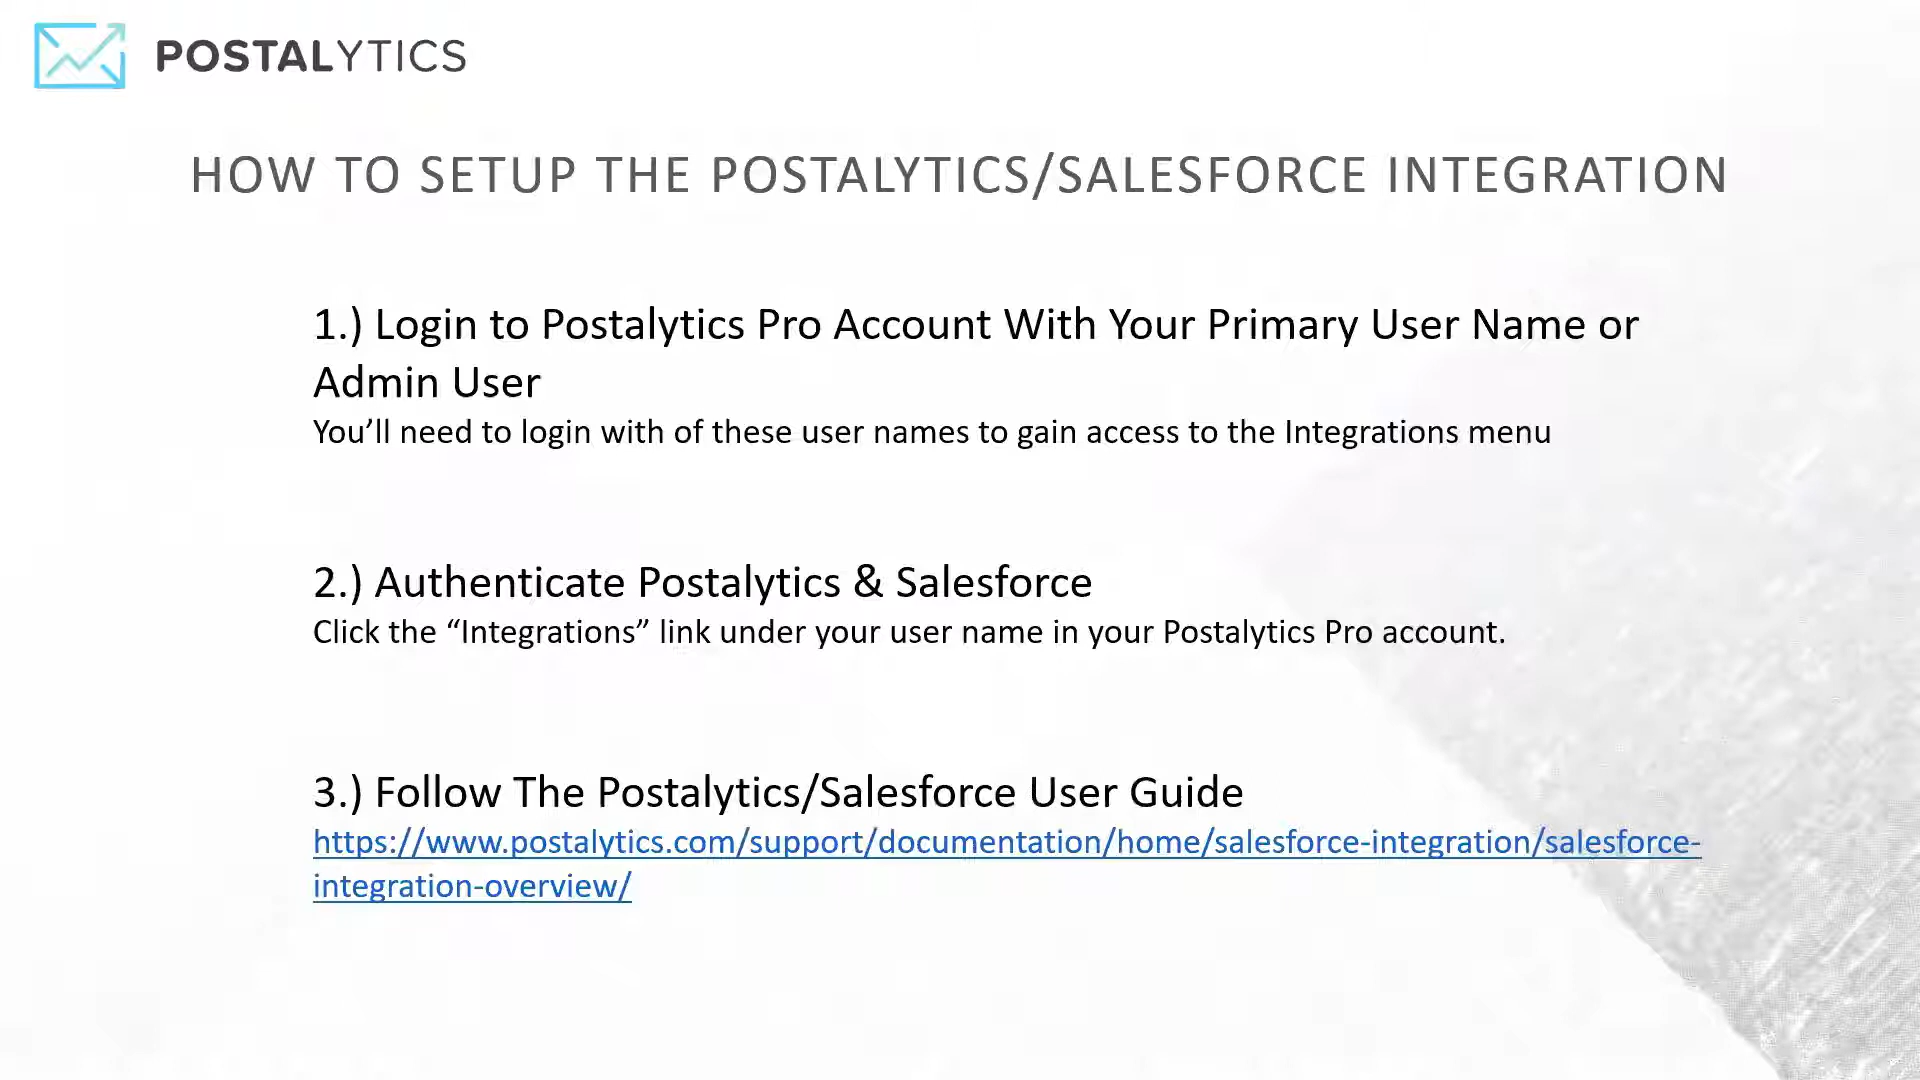 POSTALYTICS
HOW TO SETUP THE POSTALYTICS/SALESFORCE INTEGRATION
1.) Login to Postalytics Pro Account With Your Primary User Name or
Admin User
You’ll need to login with of these user names to gain access to the Integrations menu
2.) Authenticate Postalytics & Salesforce
Click the “Integrations” link under your user name in your Postalytics Pro account.
3.) Follow The Postalytics/Salesforce User Guide
https://www.postalytics.com/support/documentation/home/salesforce-integration/salesforce-
integration-overview/